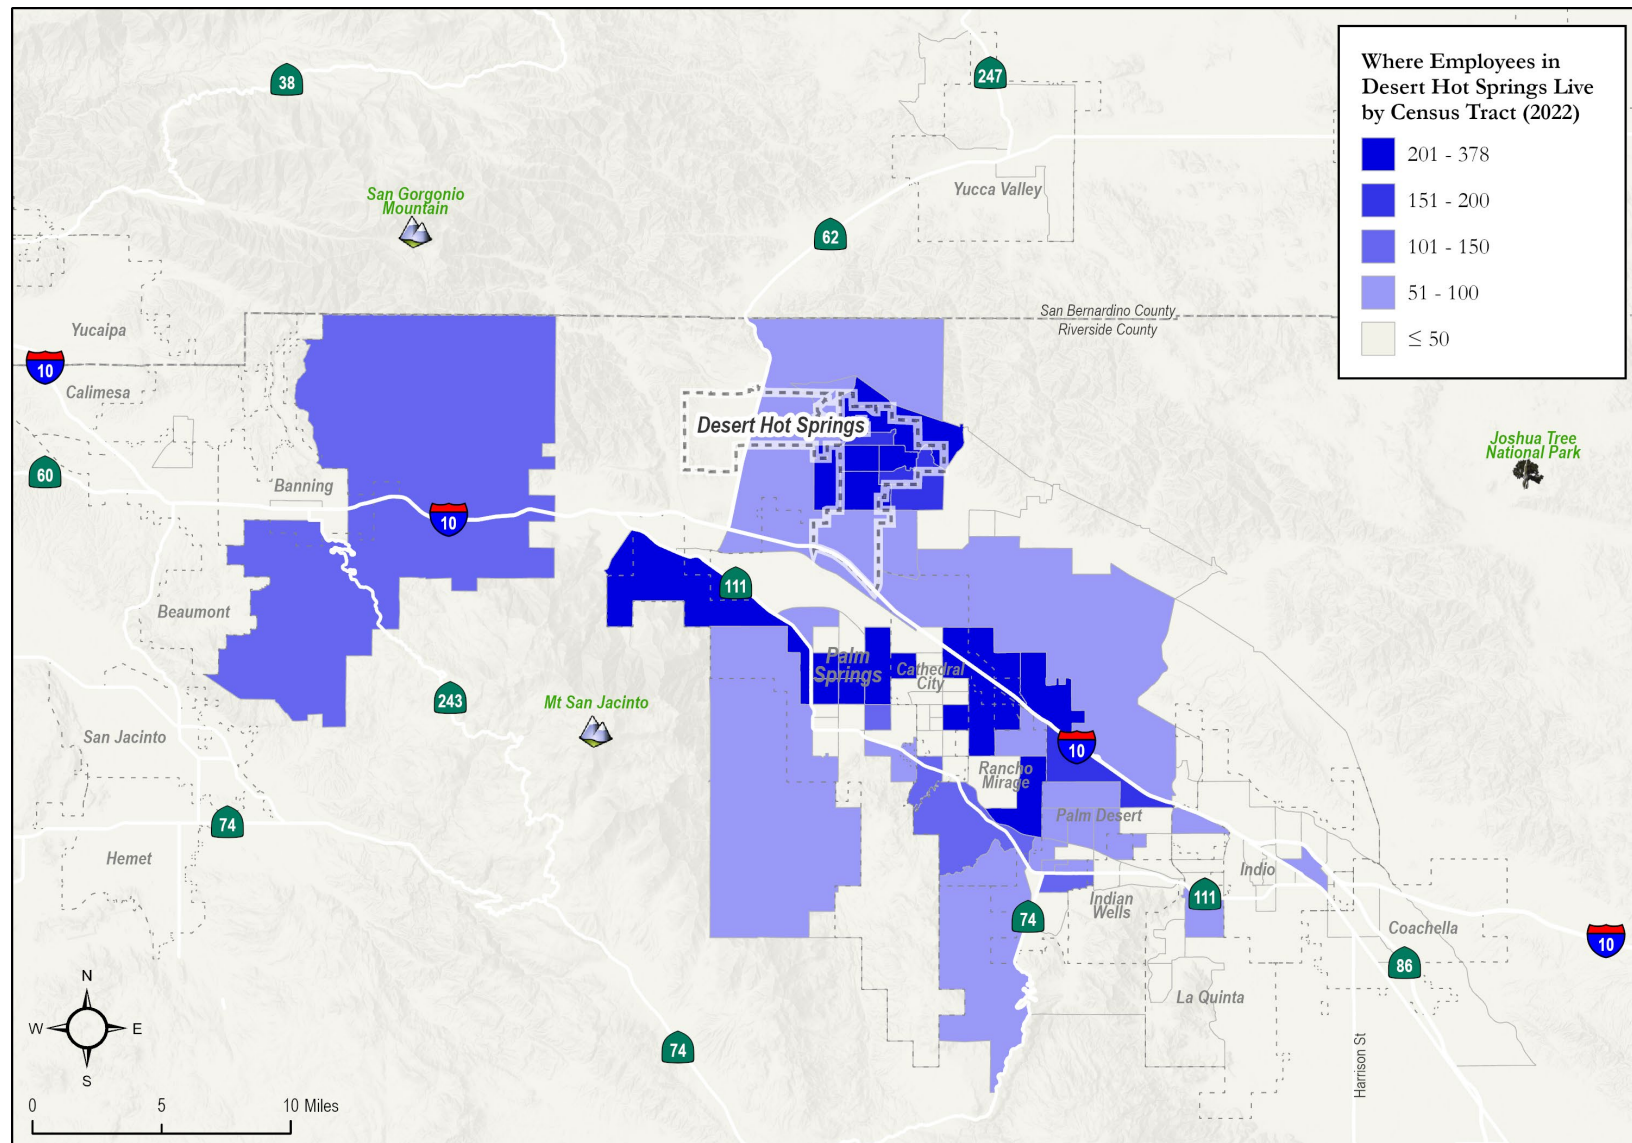 Where Employees in
Desert Hot Springs Live
by Census Tract (2022)
201 - 378
151 - 200
101 - 150
51 - 100
≤ 50
38
247
San Gorgonio
Mountain
Yucca Valley
62
San Bernardino County
Riverside County
Yucaipa
10
Calimesa
Desert Hot Springs
Joshua Tree
National Park
60
Banning
10
111
Beaumont
Palm
Springs
Cathedral
City
243
Mt San Jacinto
San Jacinto
10
Rancho
Mirage
74
Palm Desert
Hemet
Indio
111
Indian
Wells
74
Coachella
10
86
La Quinta
74
Harrison St
N
W
E
S
0
5
10 Miles